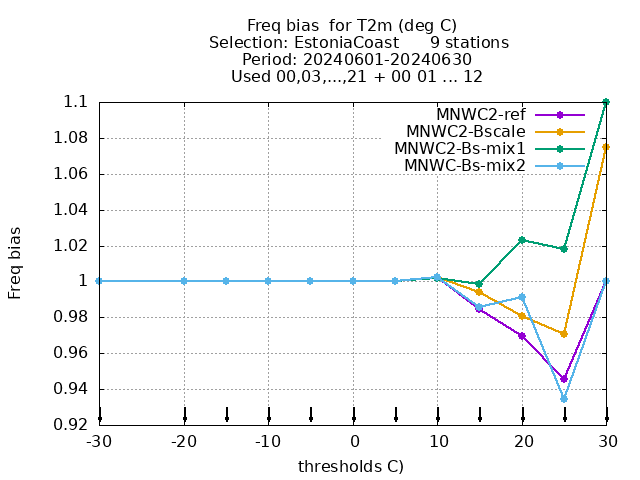 Freq bias  for T2m (deg C)
Selection: EstoniaCoast      9 stations
Period: 20240601-20240630
Used 00,03,...,21 + 00 01 ... 12
MNWC2-ref
MNWC2-Bscale
MNWC2-Bs-mix1
MNWC-Bs-mix2
Freq bias
1.1
1.08
1.06
1.04
1.02
1
0.98
0.96
0.94
0.92
-30 -20 -10 0 10 20 30
thresholds C)